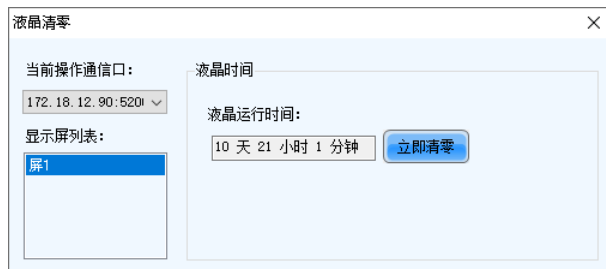 液晶清零
当前操作通信口：
172.18.12.90:520
显示屏列表：
屏1
液晶时间
液晶运行时间：
10 天 21 小时 1 分钟
立即清零